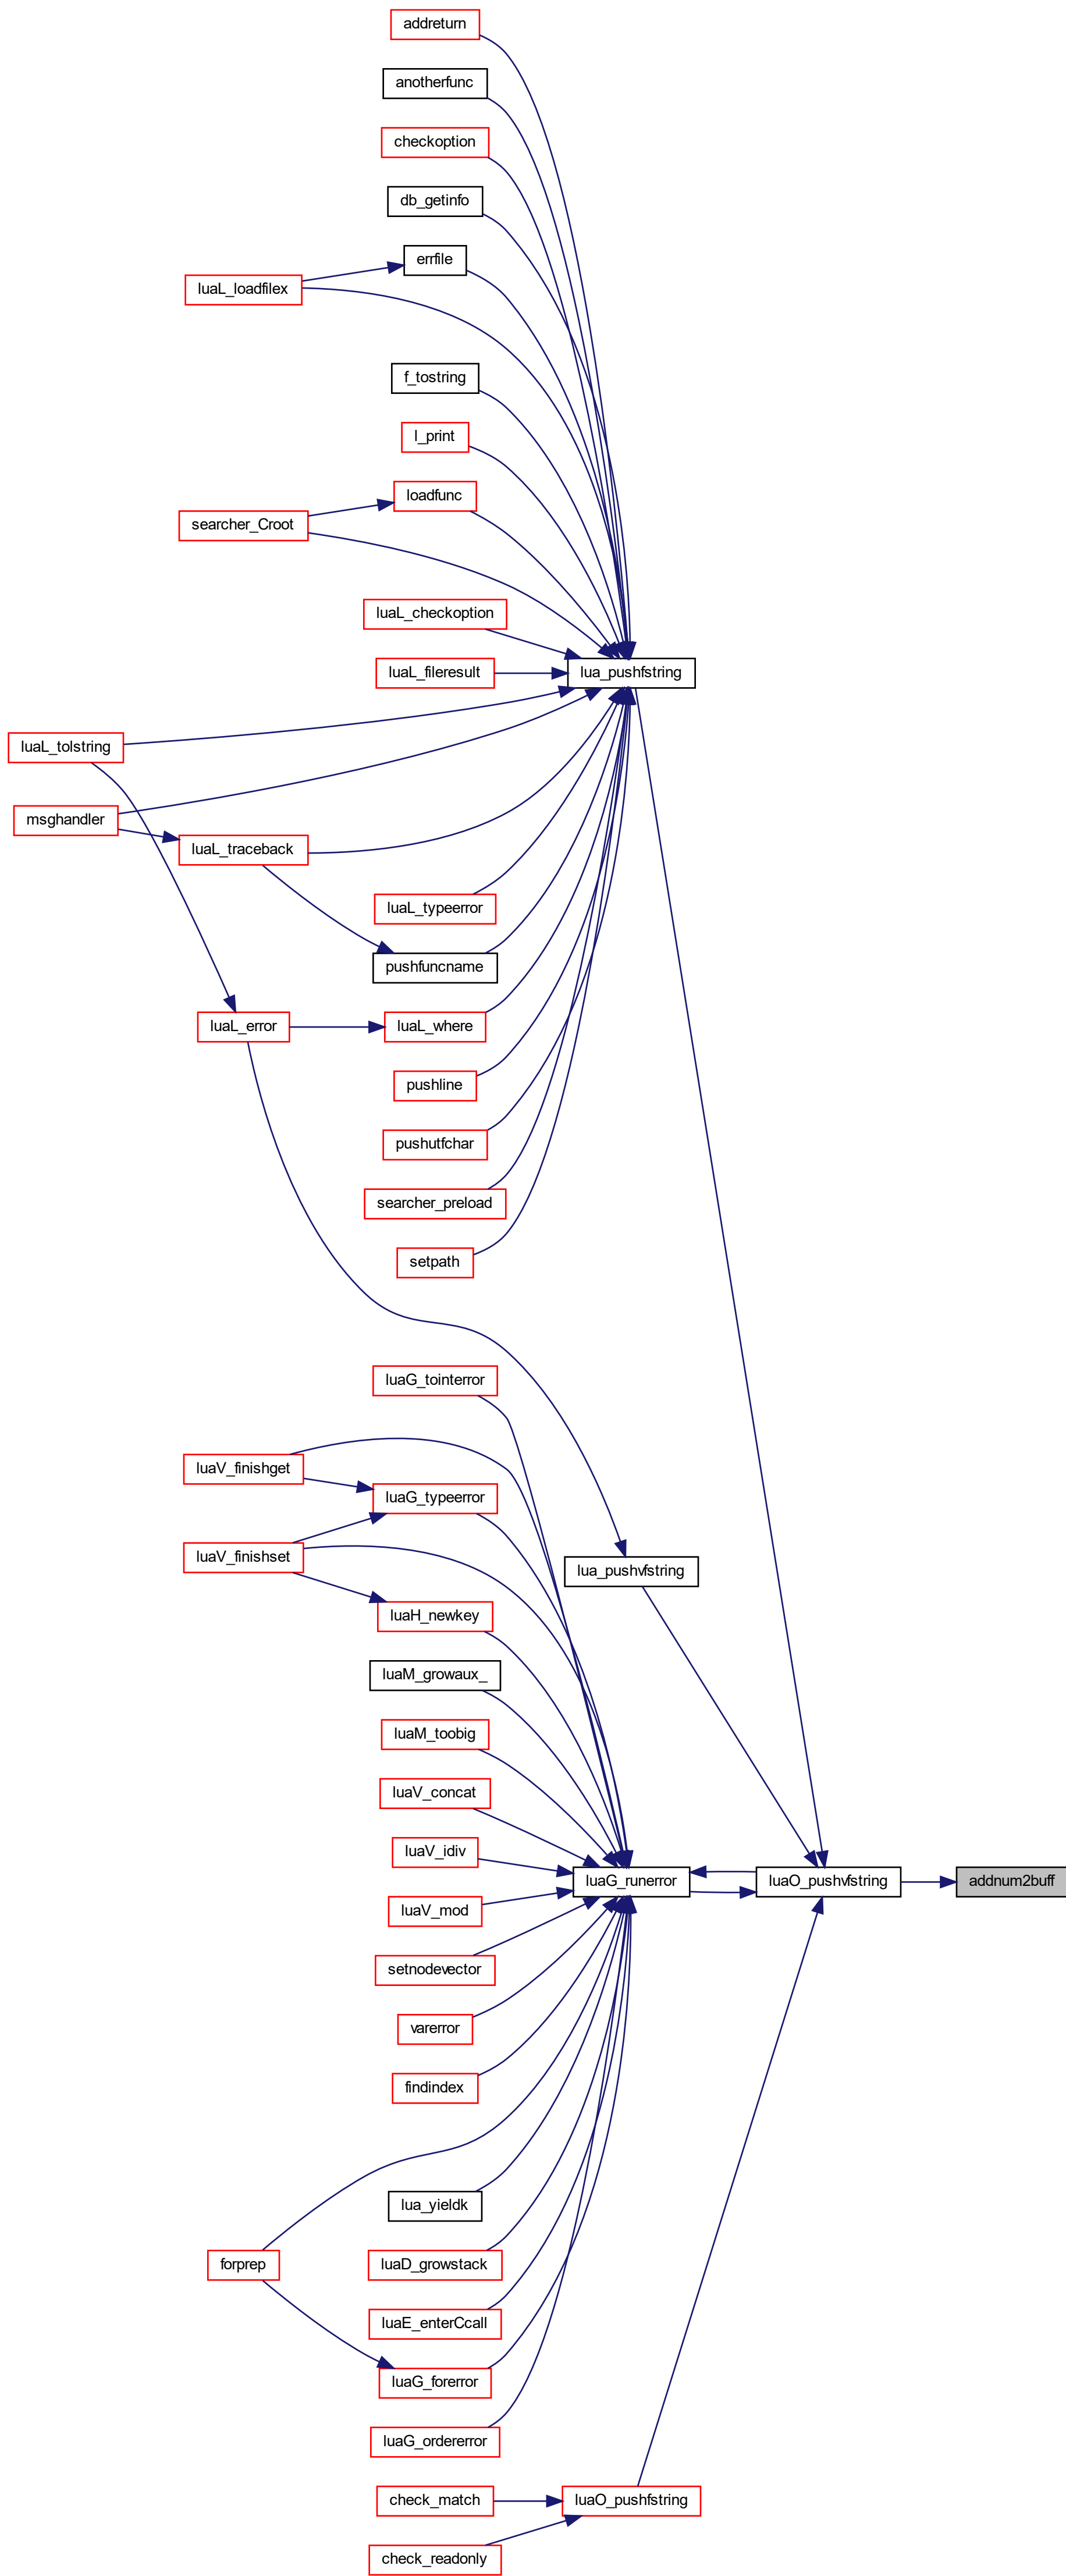 addreturn
anotherfunc
checkoption
db_getinfo
errfile
luaL_loadfilex
f_tostring
l_print
loadfunc
searcher_Croot
luaL_checkoption
luaL_fileresult
lua_pushfstring
luaL_tolstring
msghandler
luaL_traceback
luaL_typeerror
pushfuncname
luaL_error
luaL_where
pushline
pushutfchar
searcher_preload
setpath
luaG_tointerror
luaV_finishget
luaG_typeerror
luaV_finishset
lua_pushvfstring
luaH_newkey
luaM_growaux_
luaM_toobig
luaV_concat
luaV_idiv
luaG_runerror
luaO_pushvfstring
addnum2buff
luaV_mod
setnodevector
varerror
findindex
lua_yieldk
forprep
luaD_growstack
luaE_enterCcall
luaG_forerror
luaG_ordererror
check_match
luaO_pushfstring
check_readonly